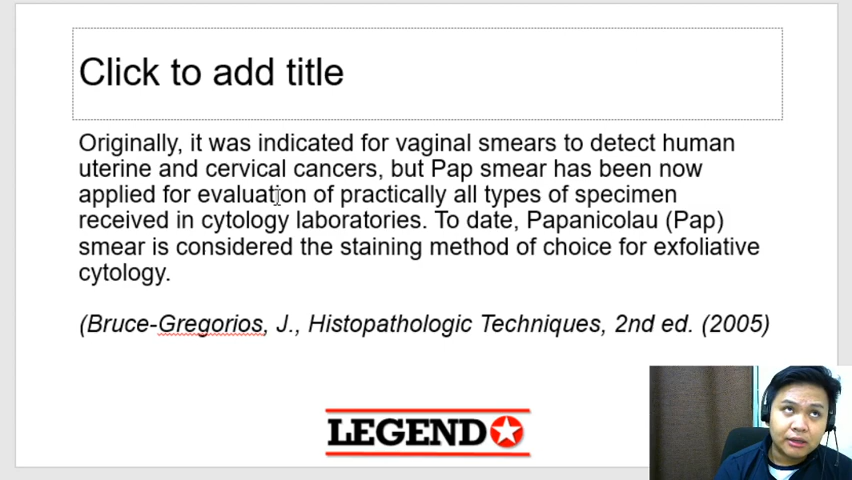 Click to add title
Originally, it was indicated for vaginal smears to detect human
uterine and cervical cancers, but Pap smear has been now
applied for evaluation of practically all types of specimen
received in cytology laboratories. To date, Papanicolau (Pap)
smear is considered the staining method of choice for exfoliative
cytology.
(Bruce-Gregorios, J., Histopathologic Techniques, 2nd ed. (2005)
LEGEND